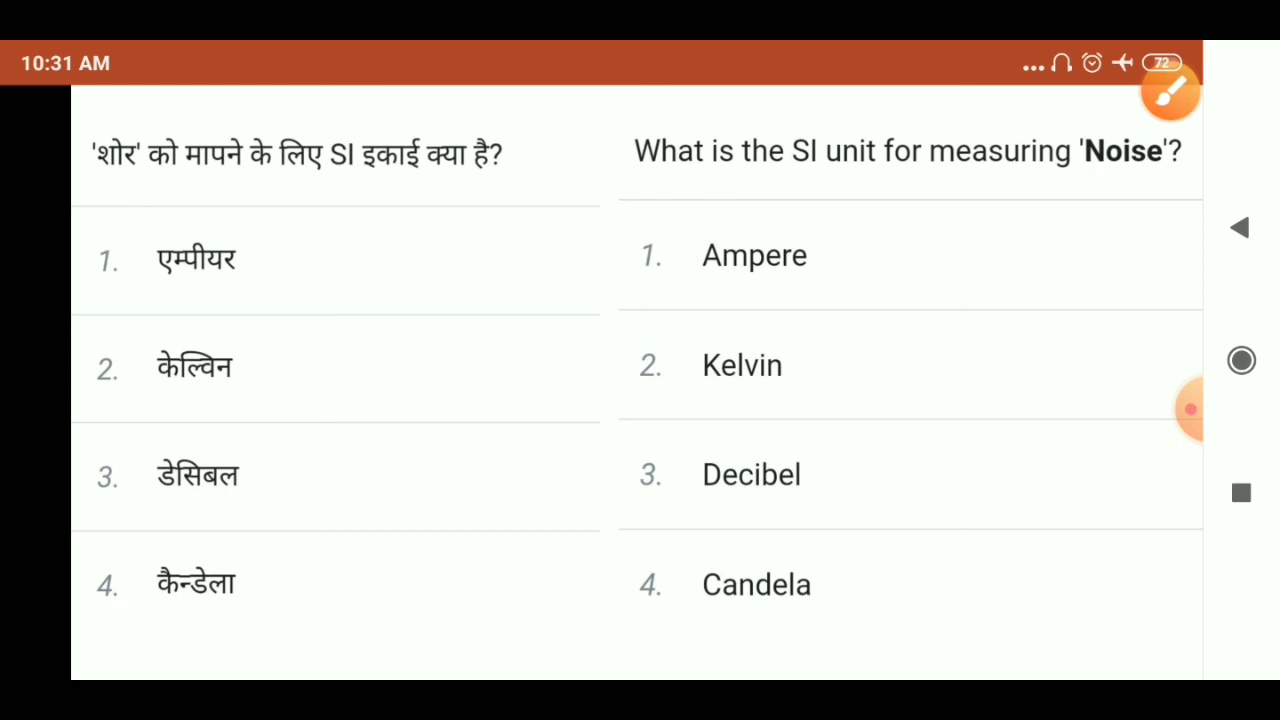 10:31 AM
72
'शोर' को मापने के लिए SI इकाई क्या है?
1. एम्पीयर
2. केल्विन
3. डेसिबल
4. कैन्डेला
What is the SI unit for measuring 'Noise'?
1. Ampere
2. Kelvin
3. Decibel
4. Candela